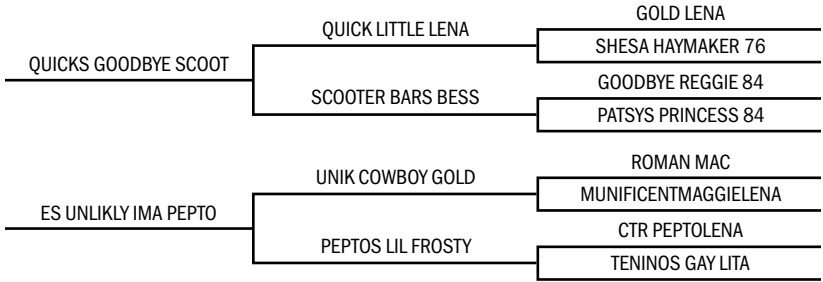 GOLD LENA
QUICK LITTLE LENA
SHESA HAYMAKER 76
QUICKS GOODBYE SCOOT
GOODBYE REGGIE 84
SCOOTER BARS BESS
PATSYS PRINCESS 84
ROMAN MAC
UNIK COWBOY GOLD
MUNIFICENTMAGGIELENA
ES UNLIKLY IMA PEPTO
CTR PEPTOLENA
PEPTOS LIL FROSTY
TENINOS GAY LITA